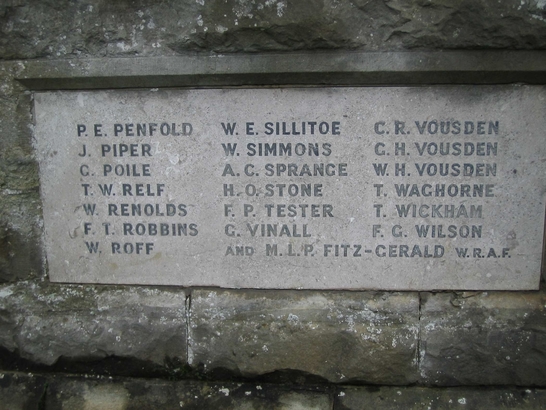 P. E. PENFOLD
J. PIPER
G. POILE
T. W. RELF
W. RENOLDS
F. T. ROBBINS
W. ROFF
W. E. SILLITOE
W. SIMMONS
A. C. SPRANGE
H. O. STONE
F. P. TESTER
G. VINALL
C. R. VOUSDEN
G. H. VOUSDEN
W. H. VOUSDEN
T. WAGHORNE
T. WICKHAM
F. G. WILSON
AND M. L. P. FITZ-GERALD W.R.A.F.